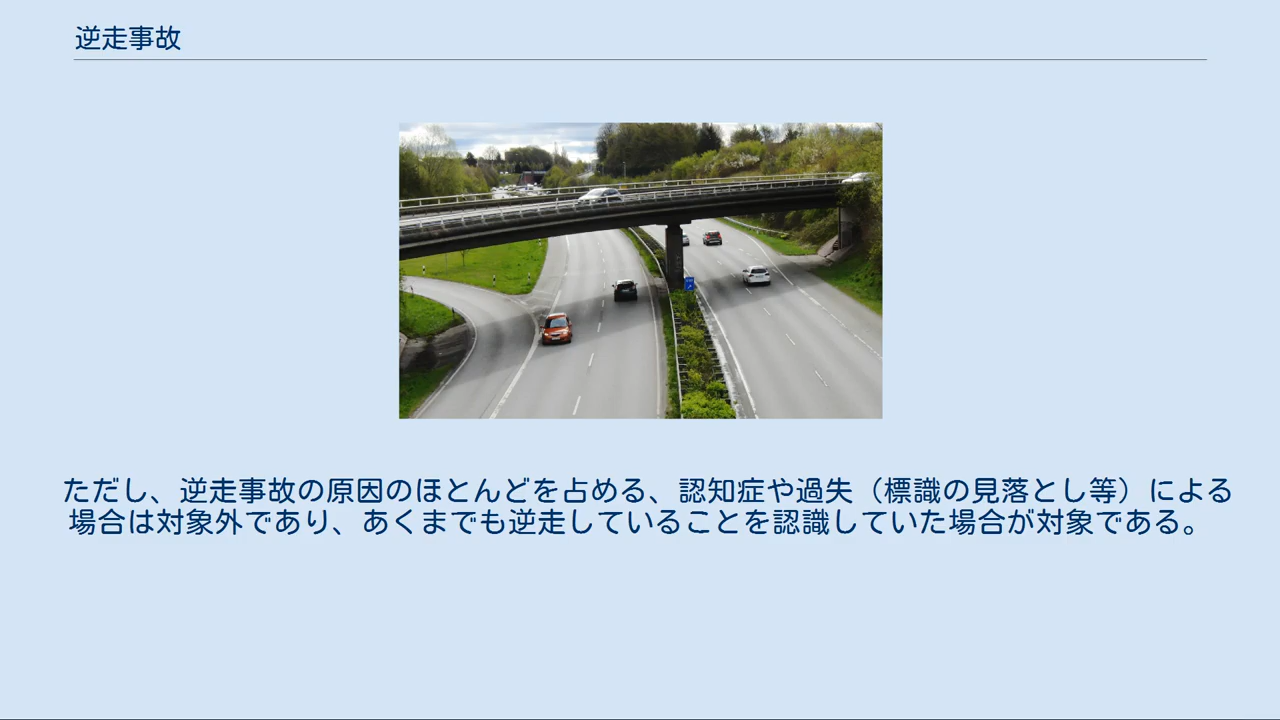 逆走事故
ただし、逆走事故の原因のほとんどを占める、認知症や過失（標識の見落とし等）による
場合は対象外であり、あくまでも逆走していることを認識していた場合が対象である。